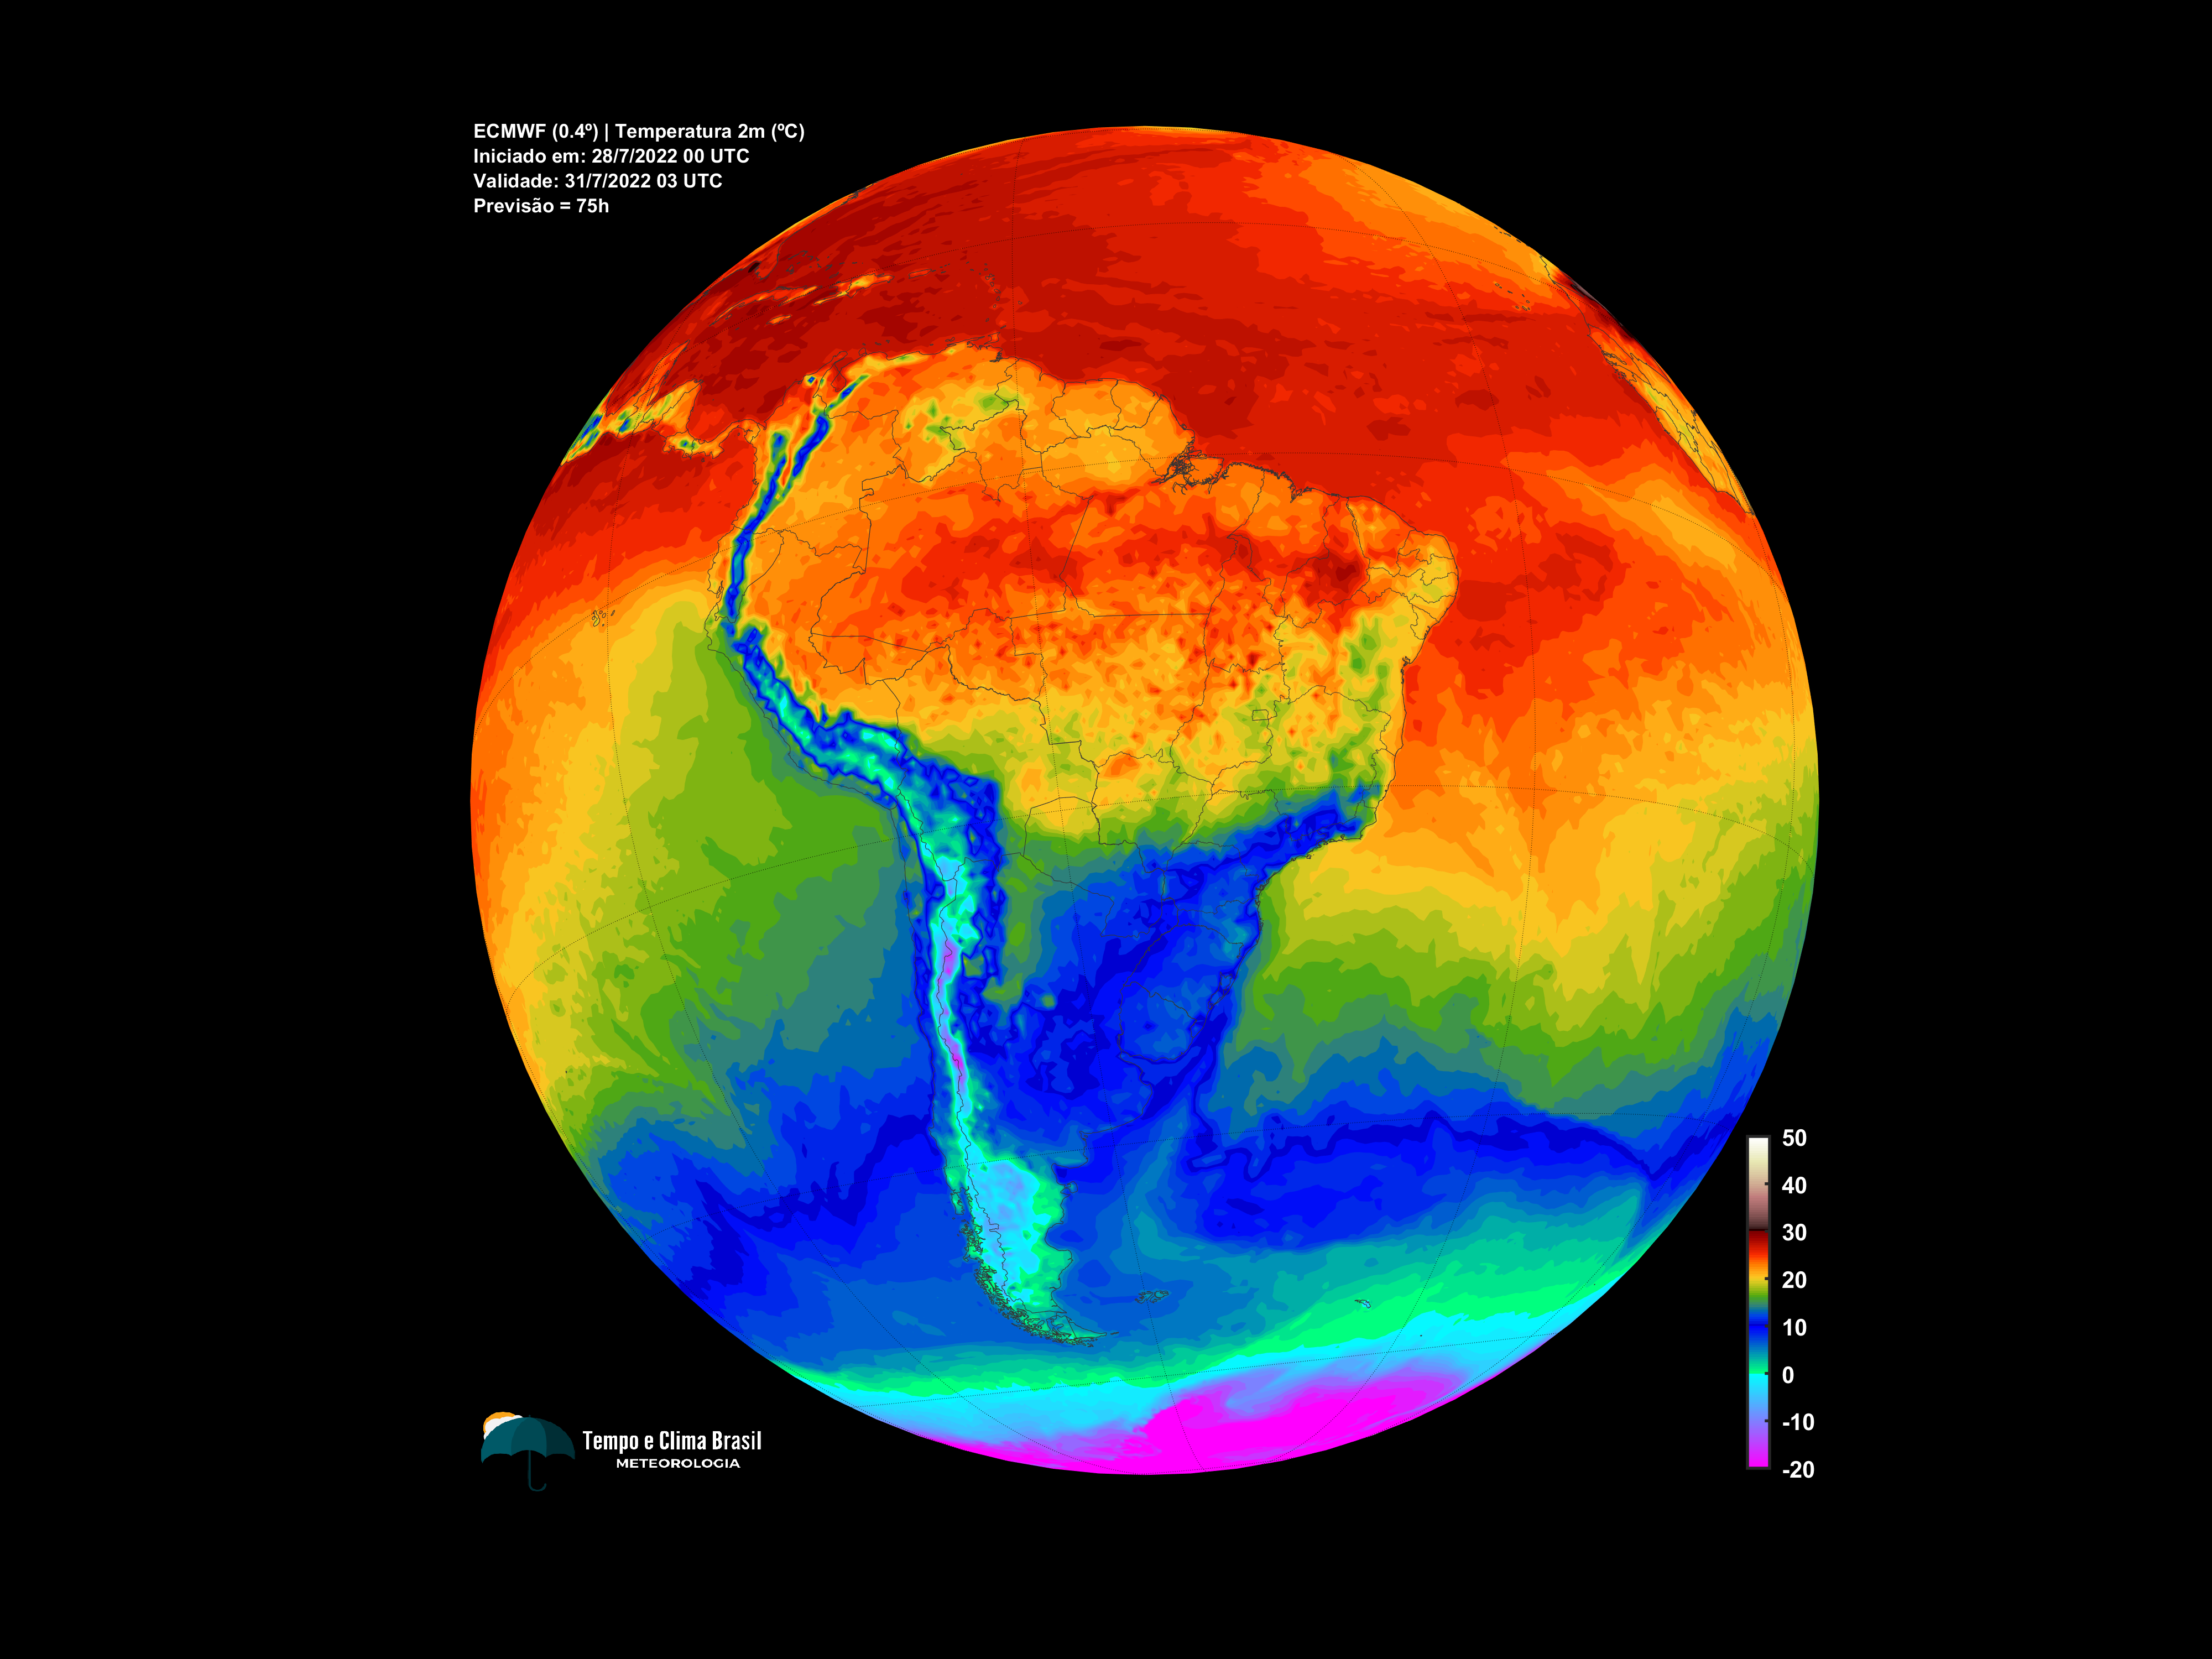 ECMWF (0.4º) | Temperatura 2m (ºC)
Iniciado em: 28/7/2022 00 UTC
Validade: 31/7/2022 03 UTC
Previsão = 75h
50
40
30
20
10
0
-10
-20
Tempo e Clima Brasil
METEOROLOGIA